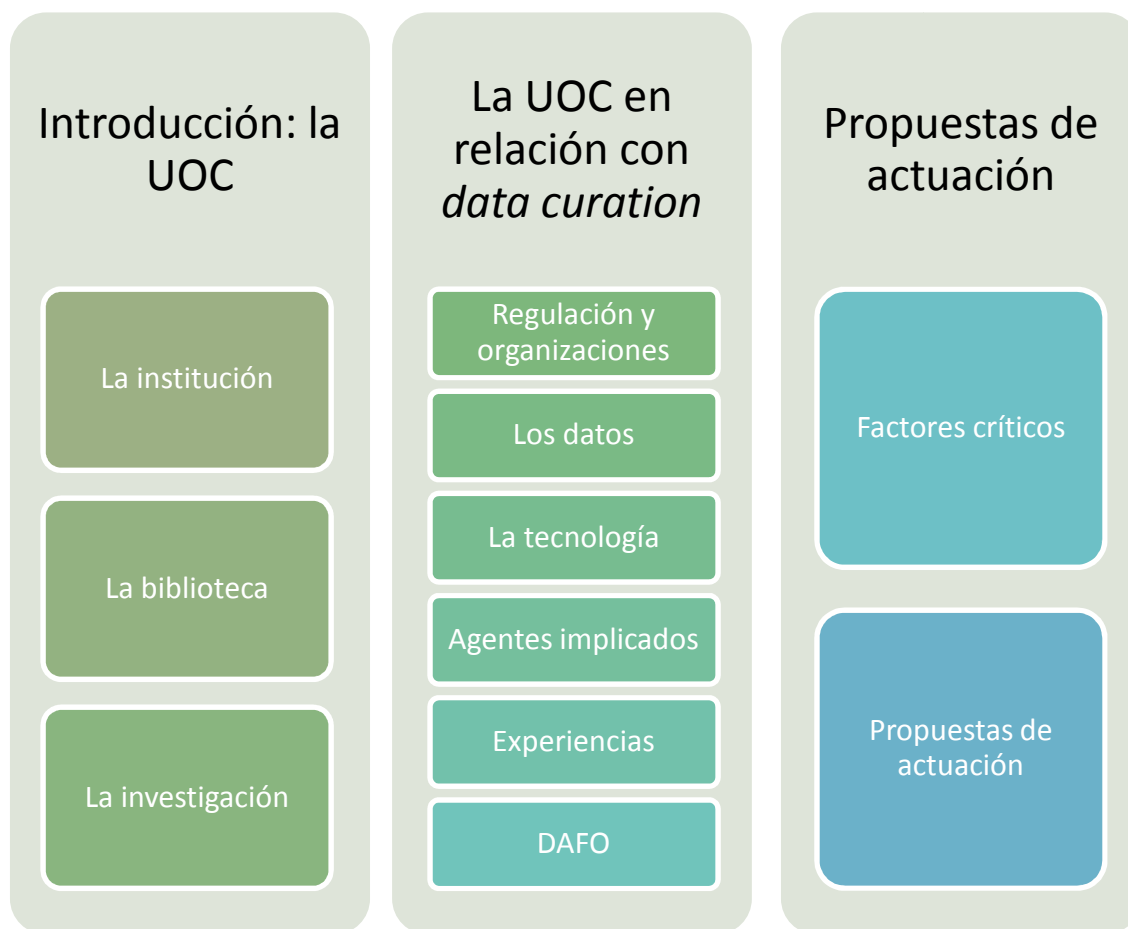 Introducción: la
UOC
La institución
La biblioteca
La investigación
La UOC en
relación con
data curation
Regulación y
organizaciones
Los datos
La tecnología
Agentes implicados
Experiencias
DAFO
Propuestas de
actuación
Factores críticos
Propuestas de
actuación